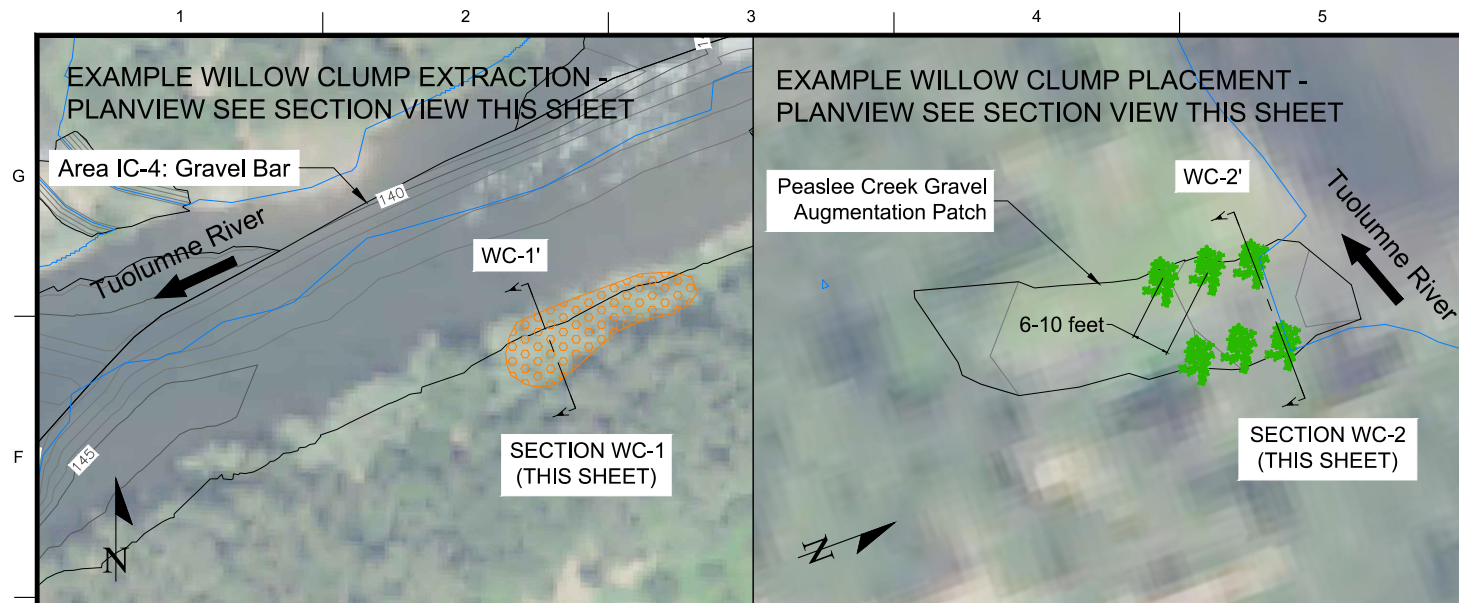 1
2
3
4
5
G
F
EXAMPLE WILLOW CLUMP EXTRACTION -
PLANVIEW SEE SECTION VIEW THIS SHEET
Area IC-4: Gravel Bar
140
Tuolumne River
WC-1'
SECTION WC-1
(THIS SHEET)
145
N
EXAMPLE WILLOW CLUMP PLACEMENT -
PLANVIEW SEE SECTION VIEW THIS SHEET
WC-2'
Peaslee Creek Gravel
Augmentation Patch
Tuolumne River
6-10 feet
SECTION WC-2
(THIS SHEET)
N